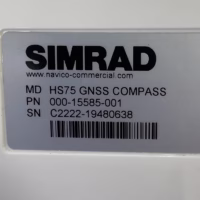 SIMRAD
www.navico-commercial.com
MD HS75 GNSS COMPASS
PN 000-15585-001
SN C2222-19480638